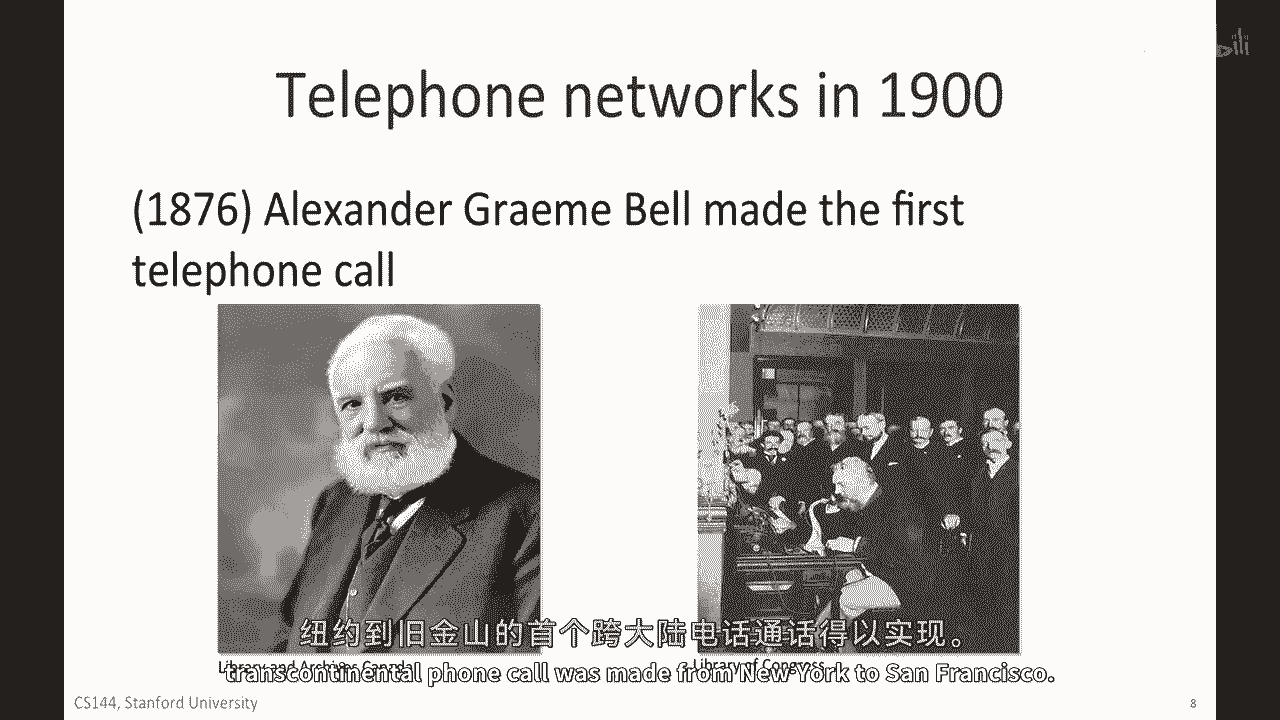 Telephone networks in 1900
(1876) Alexander Graeme Bell made the first
telephone call
Library and Archives Canada
Library of Congress
纽约到旧金山的首个跨大陆电话通话得以实现。
transcontinental phone call was made from New York to San Francisco.
CS144, Stanford University
8